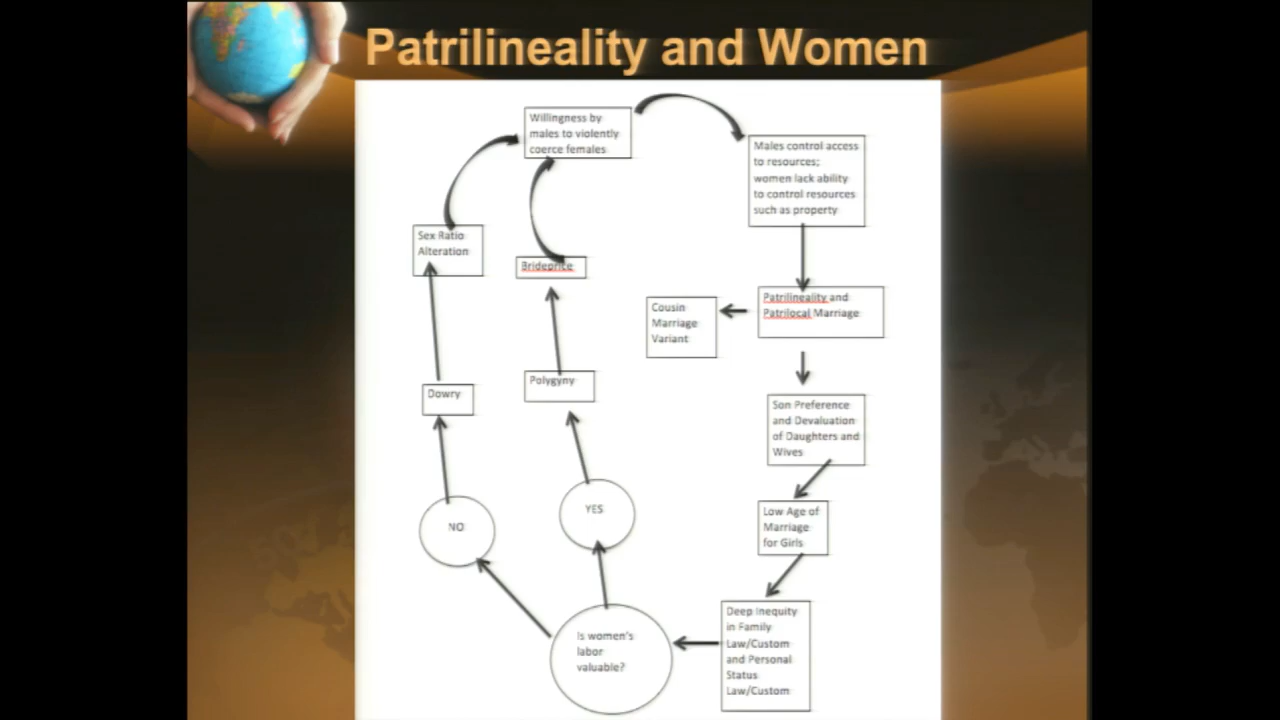 Patrilineality and Women
Willingness by
males to violently
coerce females
Males control access
to resources;
women lack ability
to control resources
such as property
Sex Ratio
Alteration
Brideprice
Cousin
Marriage
Variant
Patrilineality and
Patrilocal Marriage
Dowry
Polygyny
Son Preference
and Devaluation
of Daughters and
Wives
NO
YES
Low Age of
Marriage
for Girls
Is women's
labor
valuable?
Deep Inequity
in Family
Law/Custom
and Personal
Status
Law/Custom